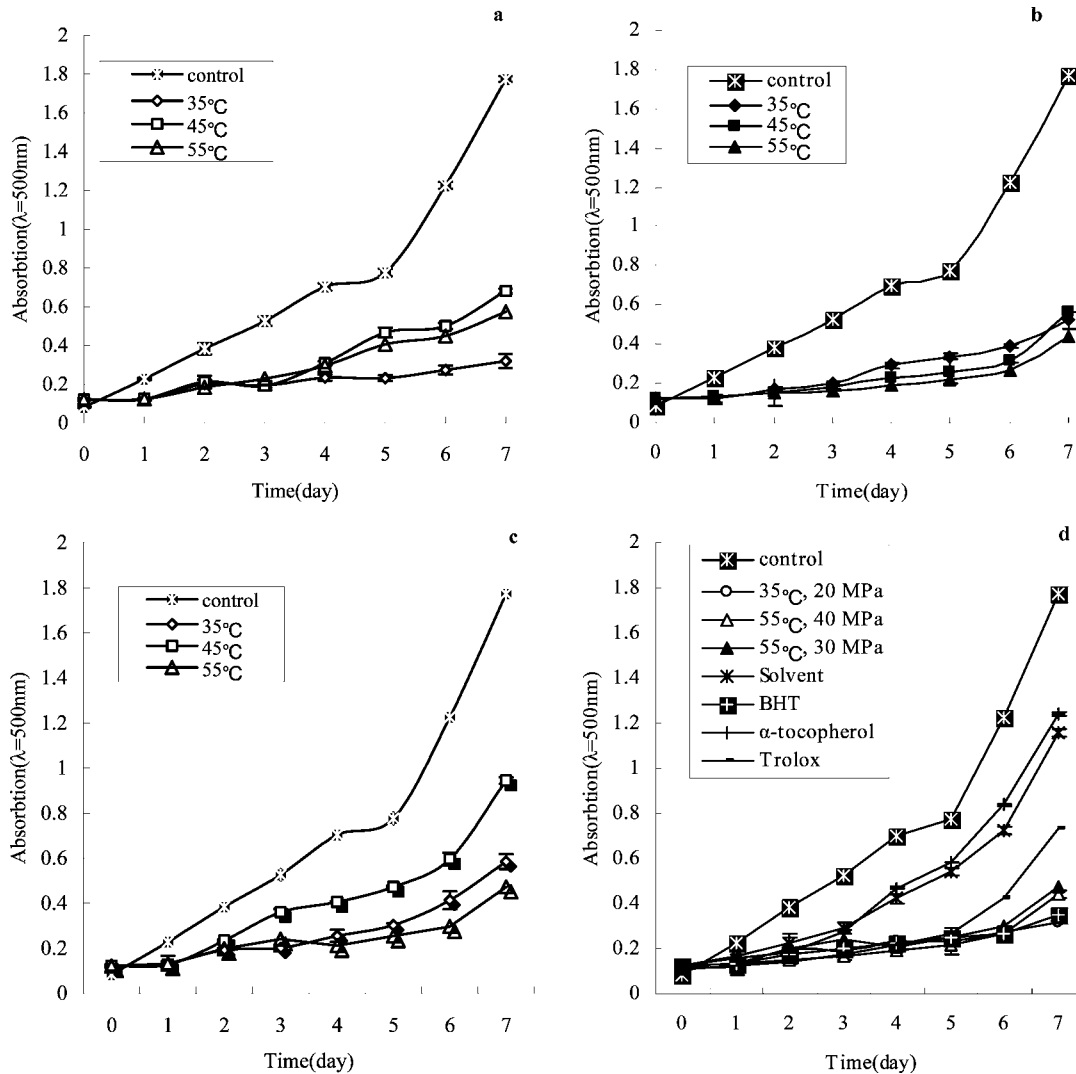 a
2
1.8
1.6
1.4
1.2
1
0.8
0.6
0.4
0.2
0
Absorbtion(λ=500nm)
control
35℃
45℃
55℃
0 1 2 3 4 5 6 7
Time(day)
b
2
1.8
1.6
1.4
1.2
1
0.8
0.6
0.4
0.2
0
Absorbtion(λ=500nm)
control
35℃
45℃
55℃
0 1 2 3 4 5 6 7
Time(day)
c
2
1.8
1.6
1.4
1.2
1
0.8
0.6
0.4
0.2
0
Absorbtion(λ=500nm)
control
35℃
45℃
55℃
0 1 2 3 4 5 6 7
Time(day)
d
2
1.8
1.6
1.4
1.2
1
0.8
0.6
0.4
0.2
0
Absorbtion(λ=500nm)
control
35℃, 20 MPa
55℃, 40 MPa
55℃, 30 MPa
Solvent
BHT
α-tocopherol
Trolox
0 1 2 3 4 5 6 7
Time(day)